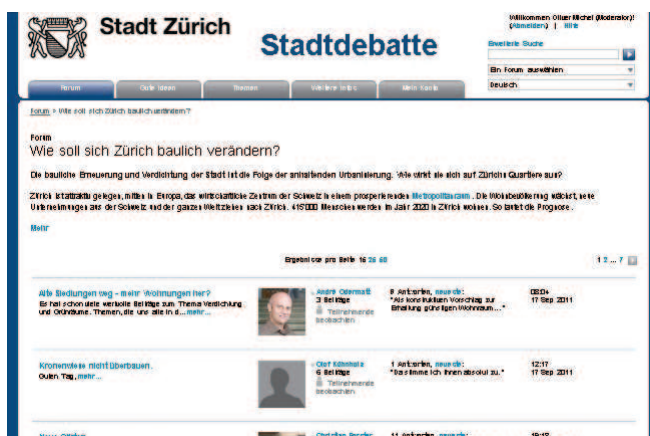 Stadt Zürich
Stadtdebatte
Willkommen Oliver Michel (Moderator)!
(Abmelden) | Hilfe
Erweiterte Suche
Ein Forum auswählen
Deutsch
Forum
Gute Ideen
Themen
Weitere Infos
Mein Konto
Forum » Wie soll sich Zürich baulich verändern?
Forum
Wie soll sich Zürich baulich verändern?
Die bauliche Erneuerung und Verdichtung der Stadt ist die Folge der anhaltenden Urbanisierung. Wie wirkt sie sich auf Zürichs Quartiere aus?
Zürich ist attraktiv gelegen, mitten in Europa, das wirtschaftliche Zentrum der Schweiz in einem prosperierenden Metropolitanraum. Die Wohnbevölkerung wächst, neue
Unternehmungen aus der Schweiz und der ganzen Welt ziehen nach Zürich. 415'000 Menschen werden im Jahr 2020 in Zürich wohnen. So lautet die Prognose.
Mehr
Ergebnisse pro Seite 15 25 50
1 2 ... 7
Alte Siedlungen weg - mehr Wohnungen her?
Es hat schon viele wertvolle Beiträge zum Thema Verdichtung
und Grünräume. Themen, die uns alle in d...mehr...
André Odermatt
3 Beiträge
Teilnehmende
beobachten
9 Antworten, neueste:
"Als konstruktiven Vorschlag zur
Erhaltung günstigen Wohnraum..."
08:04
17 Sep 2011
Kronenwiese nicht überbauen.
Guten Tag, mehr...
Olaf
6 Beiträge
Teilnehmende
beobachten
1 Antworten, neueste:
"Da stimme ich Ihnen absolut zu."
12:17
17 Sep 2011
Christian
11 Antworten, neueste: